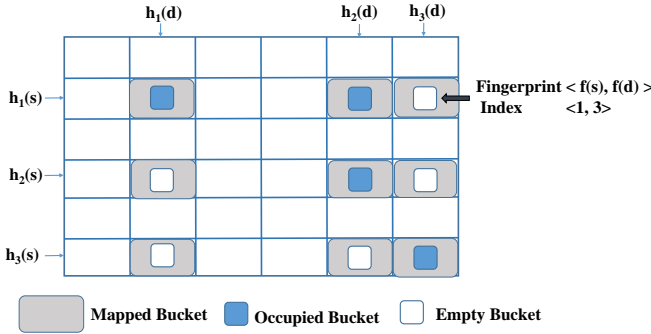 h1(d) h2(d) h3(d)
h1(s)
Fingerprint < f(s), f(d) >
Index <1, 3>
h2(s)
h3(s)
Mapped Bucket Occupied Bucket Empty Bucket